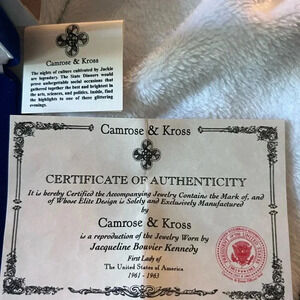 Camrose & Kross
The nights of culture cultivated by Jackie
are legendary. The State Dinners would
prove unforgettable social occasions that
gathered together the best and brightest in
the arts, sciences, and politics. Inside, find
the highlights to one of these glittering
evenings.
Camrose & Kross
CERTIFICATE OF AUTHENTICITY
It is hereby Certified the Accompanying Jewelry Contains the Mark of, and
of Whose Elite Design is Solely and Exclusively Manufactured
by
Camrose & Kross
is a reproduction of the Jewelry Worn by
Jacqueline Bouvier Kennedy
First Lady of
The United States of America
1961 - 1963